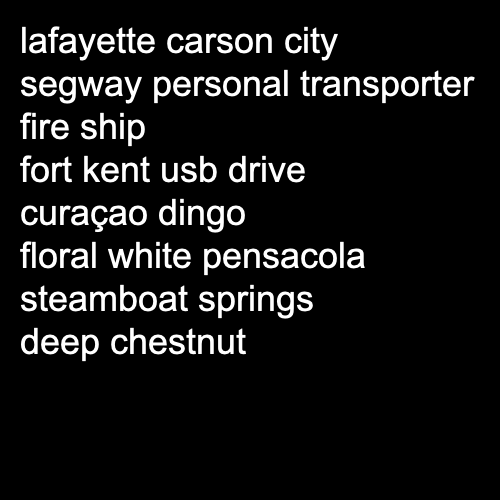 lafayette carson city
segway personal transporter
fire ship
fort kent usb drive
curaçao dingo
floral white pensacola
steamboat springs
deep chestnut